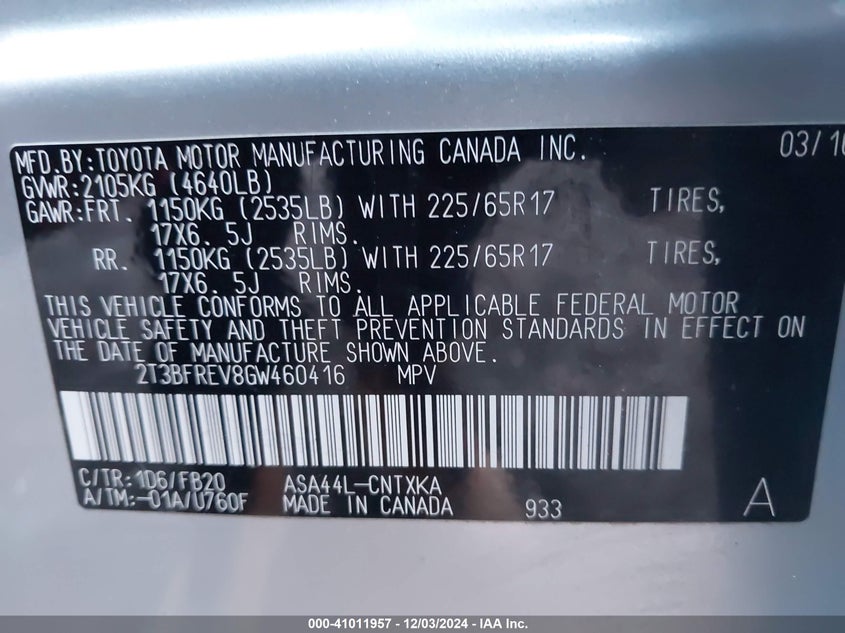 MFD.BY:TOYOTA MOTOR MANUFACTURING CANADA INC. 03/16
GVWR:2105KG (4640LB)
GAWR:FRT. 1150KG (2535LB) WITH 225/65R17 TIRES,
17X6. 5J RIMS.
RR. 1150KG (2535LB) WITH 225/65R17 TIRES,
17X6. 5J RIMS.
THIS VEHICLE CONFORMS TO ALL APPLICABLE FEDERAL MOTOR
VEHICLE SAFETY AND THEFT PREVENTION STANDARDS IN EFFECT ON
THE DATE OF MANUFACTURE SHOWN ABOVE.
2T3BFREV8GW460416 MPV
C/TR:1D6/FB20 ASA44L-CNTXKA
A/TM:-01A/U760F MADE IN CANADA 933 A
000-41011957 - 12/03/2024 - IAA Inc.